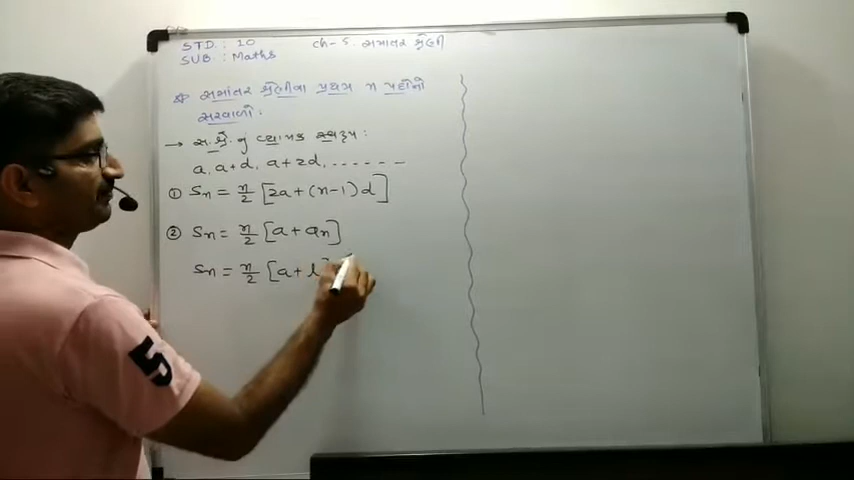 STD : 10 ch-5. સમાંતર શ્રેણી
SUB : Maths
સમાંતર શ્રેણીના પ્રથમ n પદોનો
સરવાળો :
→ સ.શ્રે. નું વ્યાપક સ્વરૂપ :
a, a+d, a+2d, ......
① Sn = n/2 [2a+(n-1)d]
② Sn = n/2 [a+an]
Sn = n/2 [a+l]
5